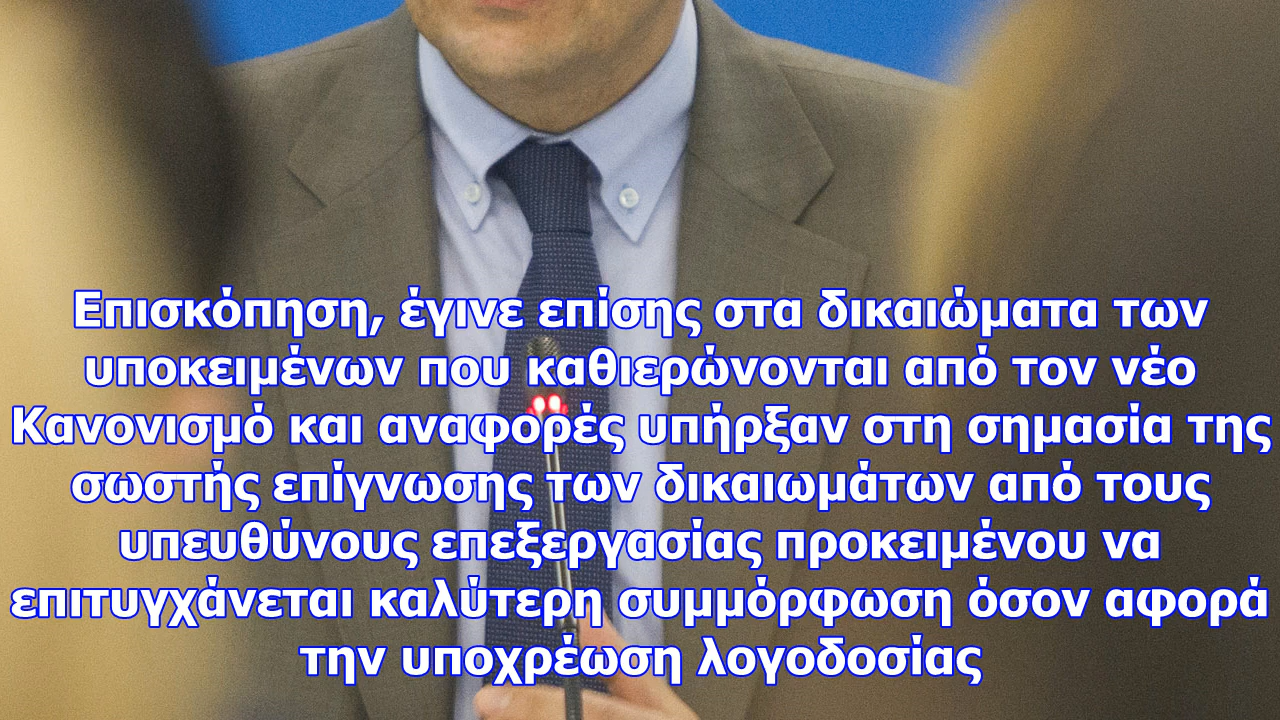 Επισκόπηση, έγινε επίσης στα δικαιώματα των
υποκειμένων που καθιερώνονται από τον νέο
Κανονισμό και αναφορές υπήρξαν στη σημασία της
σωστής επίγνωσης των δικαιωμάτων από τους
υπευθύνους επεξεργασίας προκειμένου να
επιτυγχάνεται καλύτερη συμμόρφωση όσον αφορά
την υποχρέωση λογοδοσίας